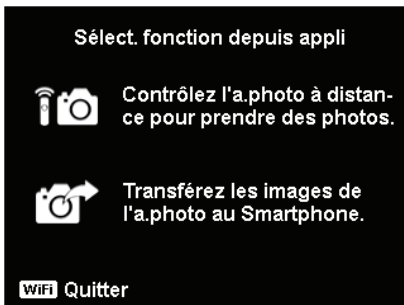 Sélect. fonction depuis appli
Contrôlez l'a.photo à distan-
ce pour prendre des photos.
Transférez les images de
l'a.photo au Smartphone.
WiFi Quitter